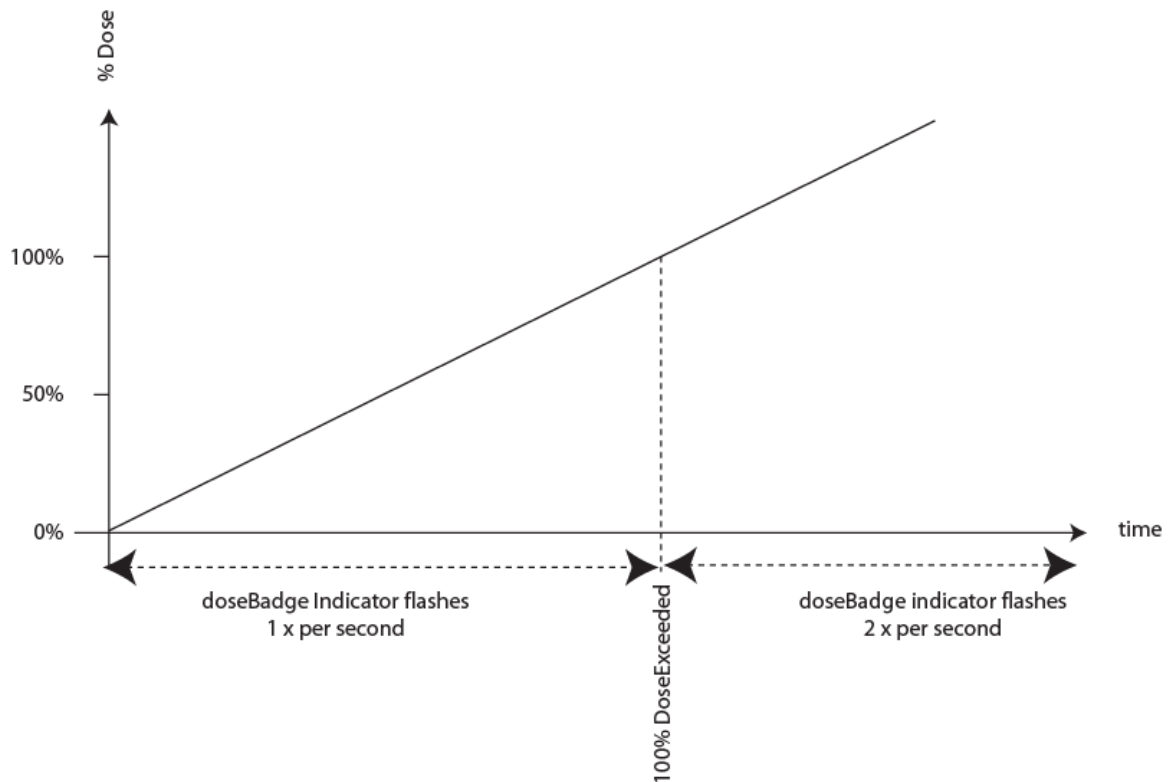 % Dose
100%
50%
0%
time
doseBadge Indicator flashes
1 x per second
100% DoseExceeded
doseBadge indicator flashes
2 x per second